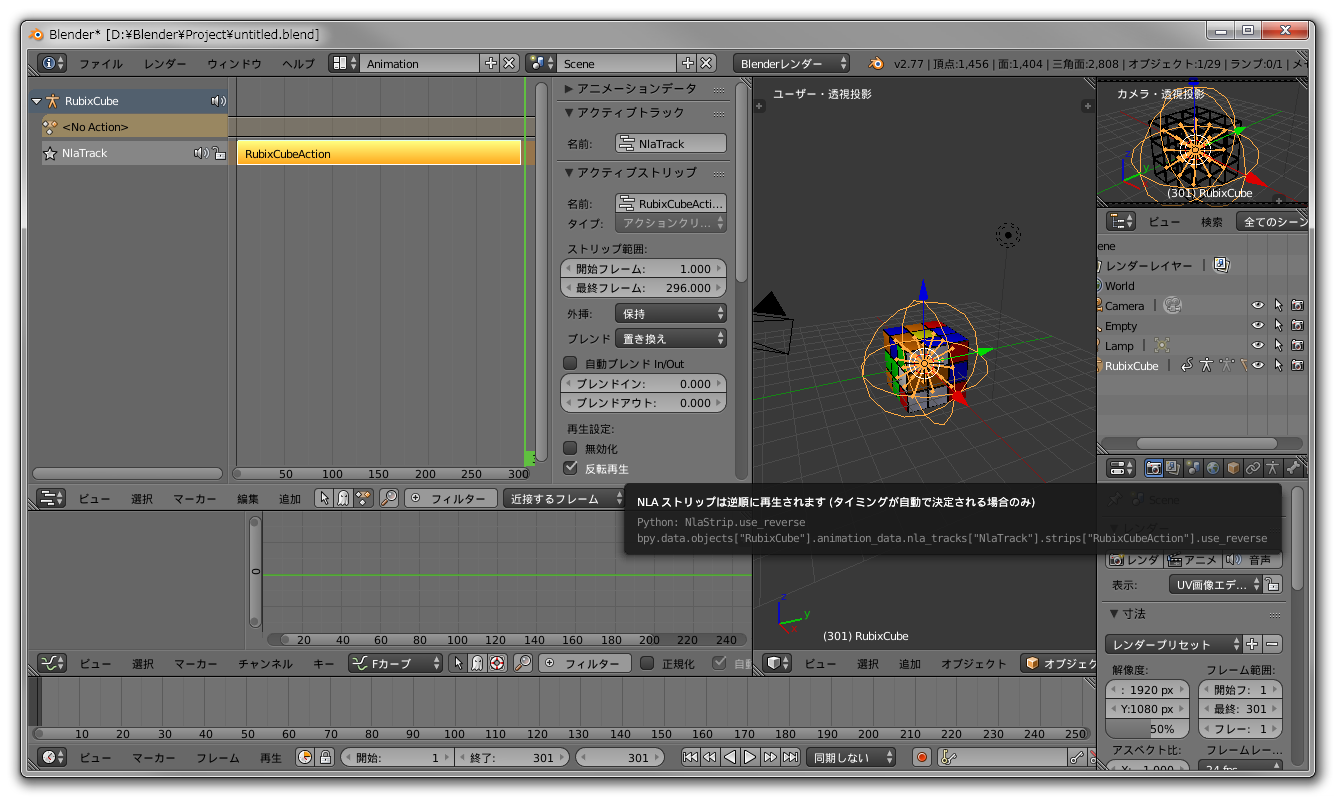 Blender* [D:¥Blender¥Project¥untitled.blend]
ファイル レンダー ウィンドウ ヘルプ Animation Scene Blenderレンダー v2.77 | 頂点:1,456 | 面:1,404 | 三角面:2,808 | オブジェクト:1/29 | ランプ:0/1 | メモ
RubixCube
<No Action>
NlaTrack
RubixCubeAction
50 100 150 200 250 300
アニメーションデータ
アクティブトラック
名前: NlaTrack
アクティブストリップ
名前: RubixCubeActi...
タイプ: アクションクリ...
ストリップ範囲:
開始フレーム: 1.000
最終フレーム: 296.000
外挿: 保持
ブレンド 置き換え
自動ブレンド In/Out
ブレンドイン: 0.000
ブレンドアウト: 0.000
再生設定:
無効化
反転再生
ビュー 選択 マーカー 編集 追加 フィルター 近接するフレーム
NLA ストリップは逆順に再生されます (タイミングが自動で決定される場合のみ)
Python: NlaStrip.use_reverse
bpy.data.objects["RubixCube"].animation_data.nla_tracks["NlaTrack"].strips["RubixCubeAction"].use_reverse
ユーザー・透視投影
z
y
x
(301) RubixCube
ビュー 選択 追加 オブジェクト オブジェク
カメラ・透視投影
(301) RubixCube
ビュー 検索 全てのシーン
ene
レンダーレイヤー |
World
Camera |
Empty
Lamp |
RubixCube |
Scene
レンダー
レンダ アニメ 音声
表示: UV画像エデ...
寸法
レンダープリセット
解像度: フレーム範囲:
: 1920 px 開始フ: 1
Y:1080 px 最終: 301
50% フレー: 1
アスペクト比: フレームレー...
X: 1.000 24 fps
0
20 40 60 80 100 120 140 160 180 200 220 240
ビュー 選択 マーカー チャンネル キー Fカーブ フィルター 正規化 自動
10 20 30 40 50 60 70 80 90 100 110 120 130 140 150 160 170 180 190 200 210 220 230 240 250
ビュー マーカー フレーム 再生 開始: 1 終了: 301 301 同期しない